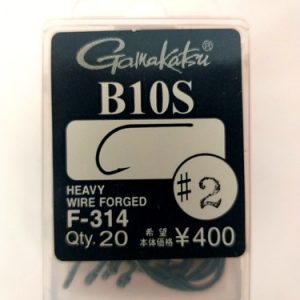 Gamakatsu®
B10S
HEAVY
WIRE FORGED
F-314
Qty. 20
#2
希望
本体価格 ¥400